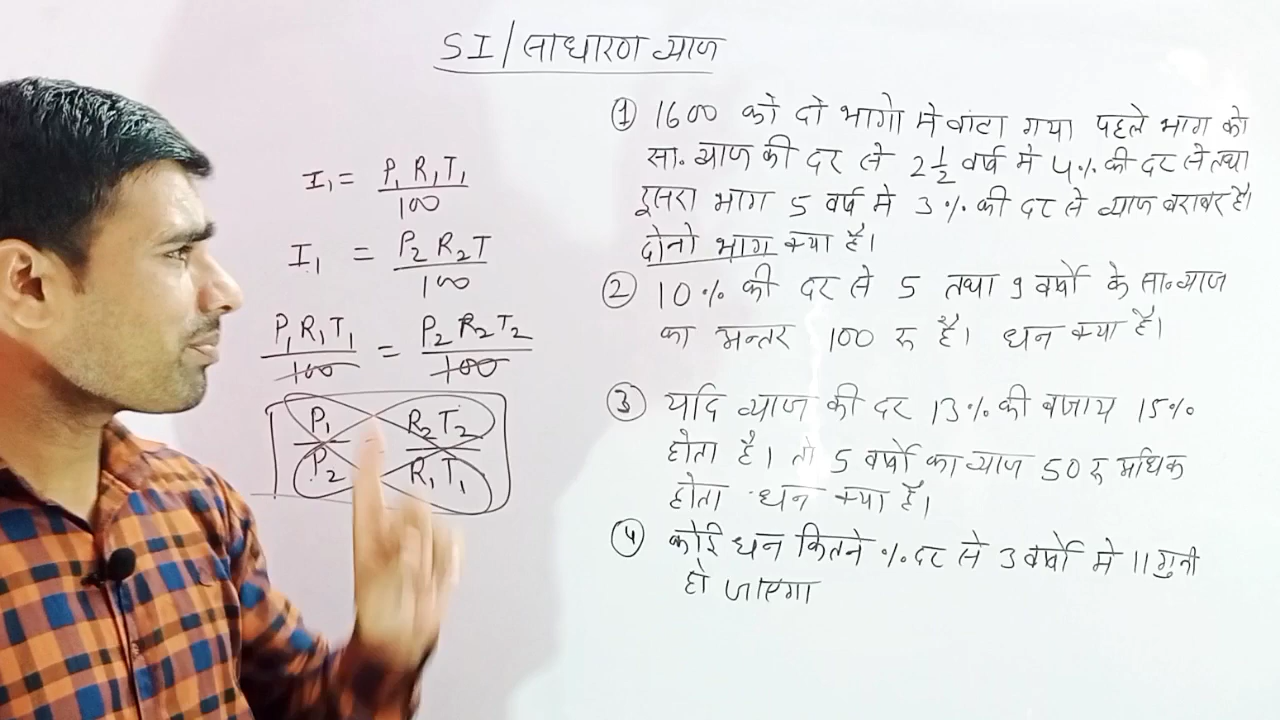 SI/साधारण ब्याज
I₁ = P₁R₁T₁/100
I₁ = P₂R₂T/100
P₁R₁T₁/100 = P₂R₂T₂/100
P₁/P₂ R₂T₂/R₁T₁
① 1600 को दो भागो मे बांटा गया पहले भाग को
सा. ब्याज की दर से 2½ वर्ष मे 4% की दर से तथा
दूसरा भाग 5 वर्ष मे 3% की दर से ब्याज बराबर है।
दोनो भाग क्या है।
② 10% की दर से 5 तथा 9 वर्षो के सा॰ब्याज
का अन्तर 100 रु है। धन क्या है।
③ यदि ब्याज की दर 13% की बजाय 15%
होता है। तो 5 वर्षो का ब्याज 50 रु अधिक
होता धन क्या है।
④ कोई धन कितने % दर से 3 वर्षो मे 11 गुनी
हो जाएगा